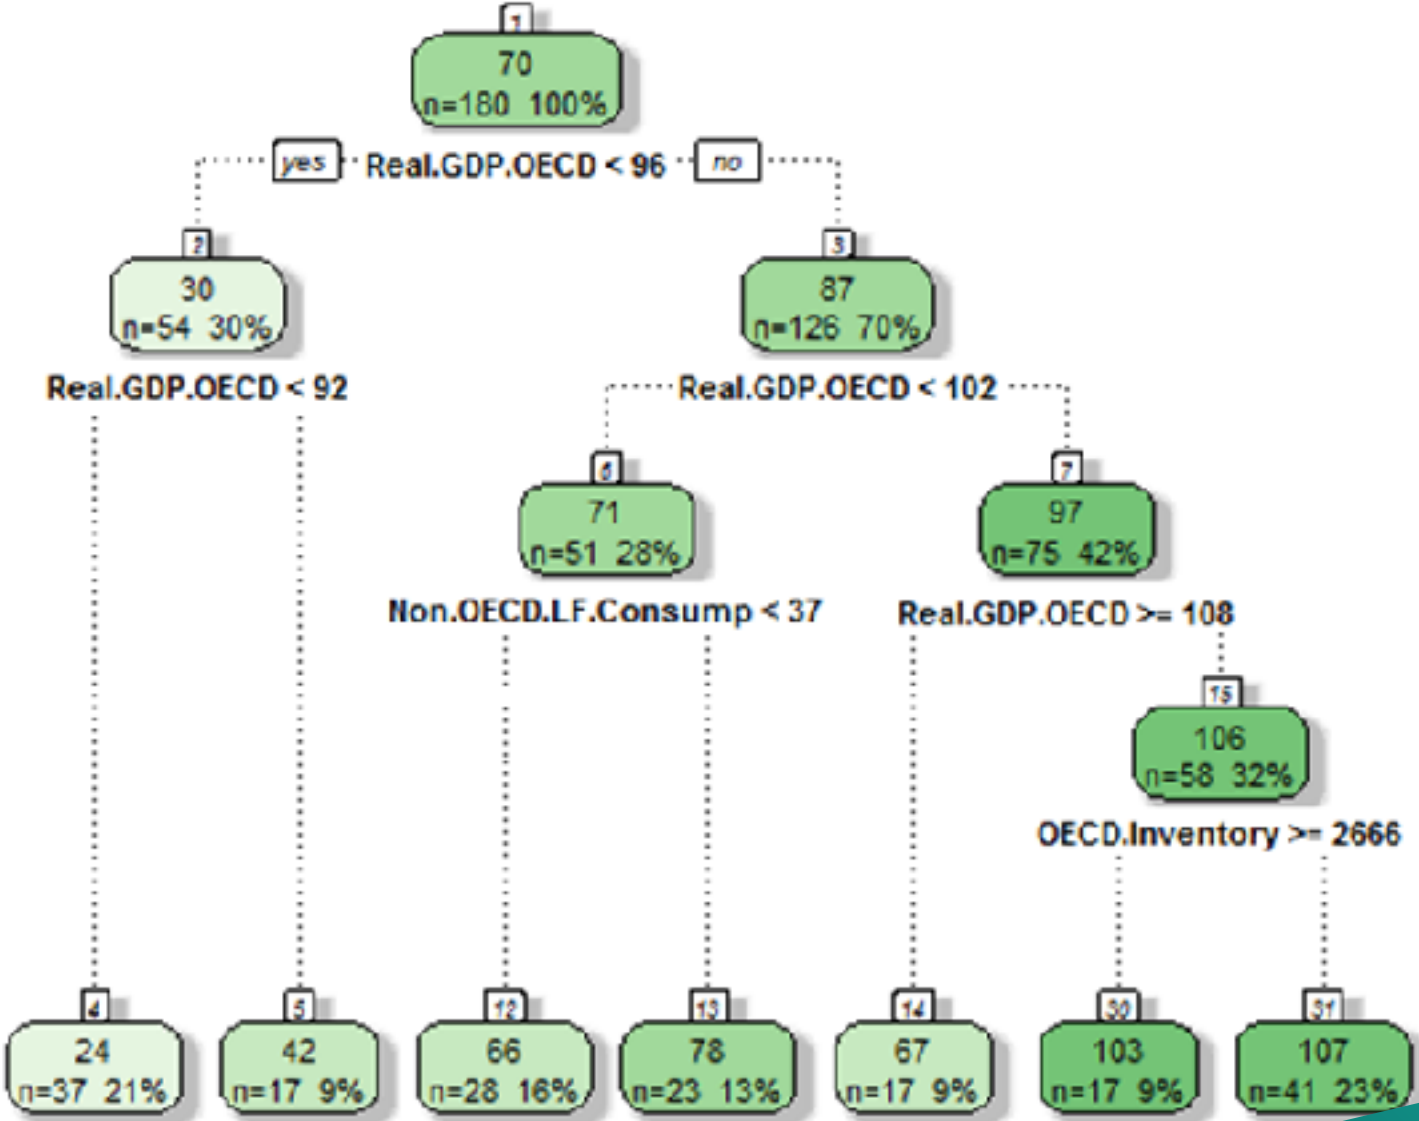 1
70
n=180 100%
yes Real.GDP.OECD < 96 no
2 3
30 87
n=54 30% n=126 70%
Real.GDP.OECD < 92 Real.GDP.OECD < 102
6 7
71 97
n=51 28% n=75 42%
Non.OECD.LF.Consump < 37 Real.GDP.OECD >= 108
15
106
n=58 32%
OECD.Inventory >= 2666
4 5 12 13 14 30 31
24 42 66 78 67 103 107
n=37 21% n=17 9% n=28 16% n=23 13% n=17 9% n=17 9% n=41 23%